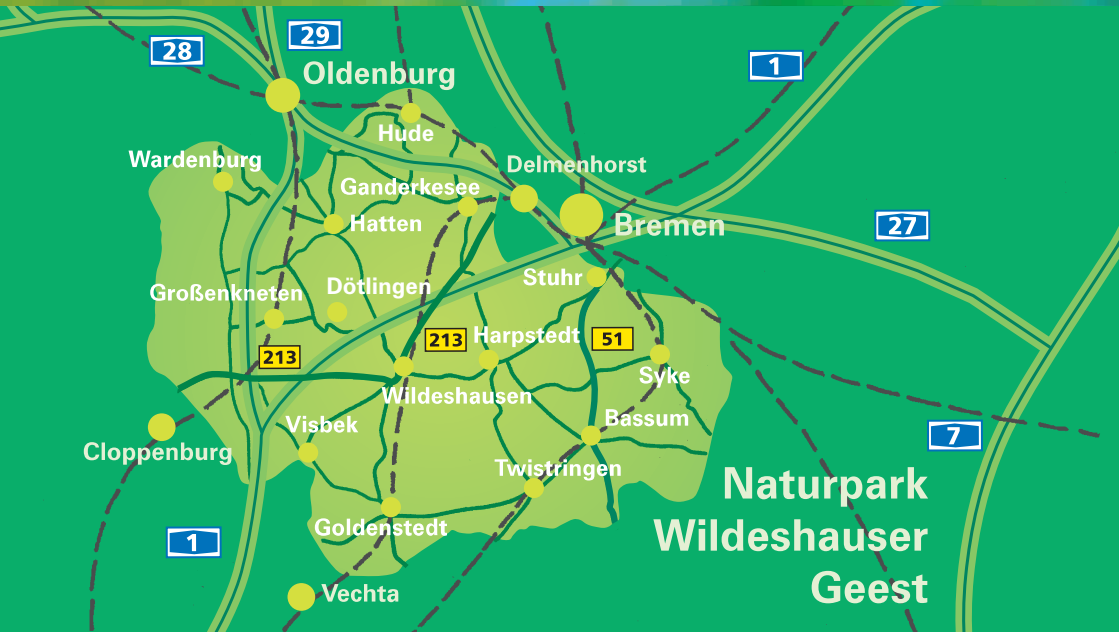 29
28
1
Oldenburg
Hude
Wardenburg
Delmenhorst
Ganderkesee
Hatten
Bremen
27
Stuhr
Dötlingen
Großenkneten
213
Harpstedt
51
213
Syke
Wildeshausen
Visbek
Bassum
7
Cloppenburg
Twistringen
Naturpark
Wildeshauser
Geest
Goldenstedt
1
Vechta